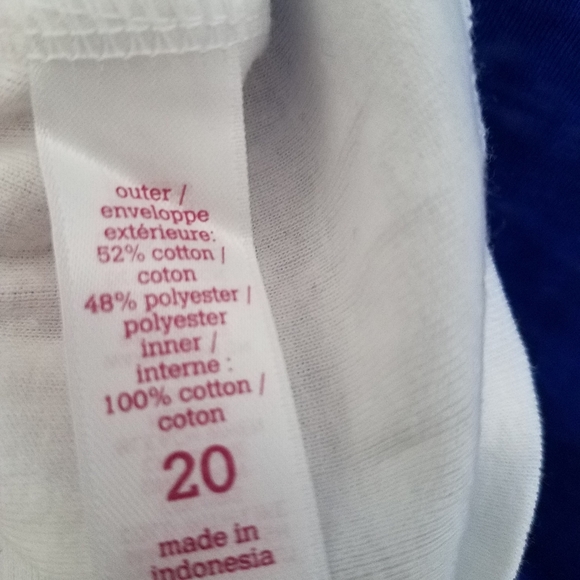 outer /
enveloppe
extérieure:
52% cotton /
coton
48% polyester /
polyester
inner /
interne :
100% cotton /
coton
20
made in
indonesia